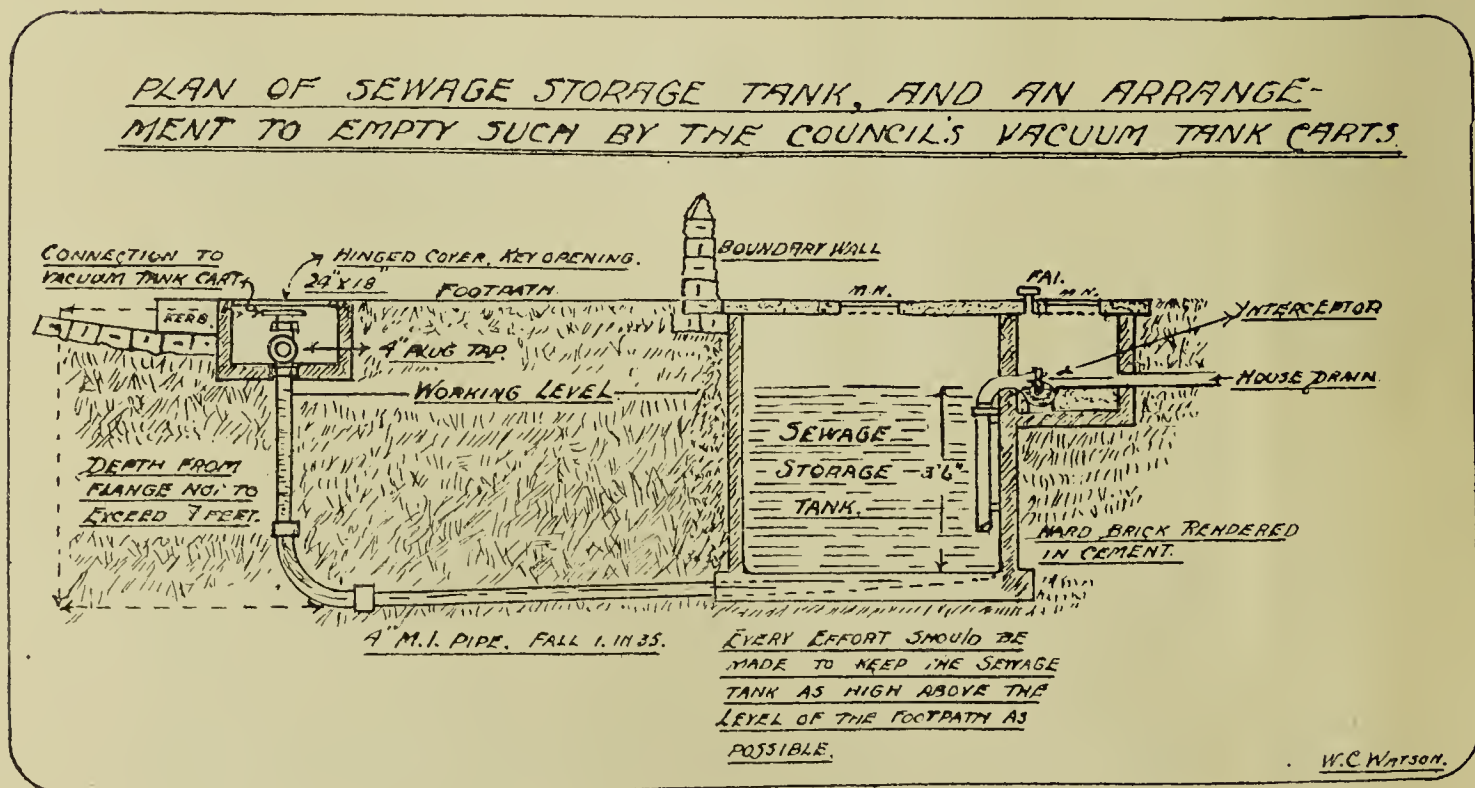 PLAN OF SEWAGE STORAGE TANK, AND AN ARRANGE-
MENT TO EMPTY SUCH BY THE COUNCIL'S VACUUM TANK CARTS.
CONNECTION TO
VACUUM TANK CART
HINGED COVER, KEY OPENING.
24" X 18"
FOOTPATH
BOUNDARY WALL
M.H.
F.A.I.
M.H.
INTERCEPTOR
KERB.
4" PLUG TAP.
HOUSE DRAIN
WORKING LEVEL
SEWAGE
STORAGE
TANK.
3'6"
DEPTH FROM
FLANGE NOT TO
EXCEED 7 FEET.
HARD BRICK RENDERED
IN CEMENT.
4" M.I. PIPE. FALL 1. IN 35.
EVERY EFFORT SHOULD BE
MADE TO KEEP THE SEWAGE
TANK AS HIGH ABOVE THE
LEVEL OF THE FOOTPATH AS
POSSIBLE.
W.C WATSON.